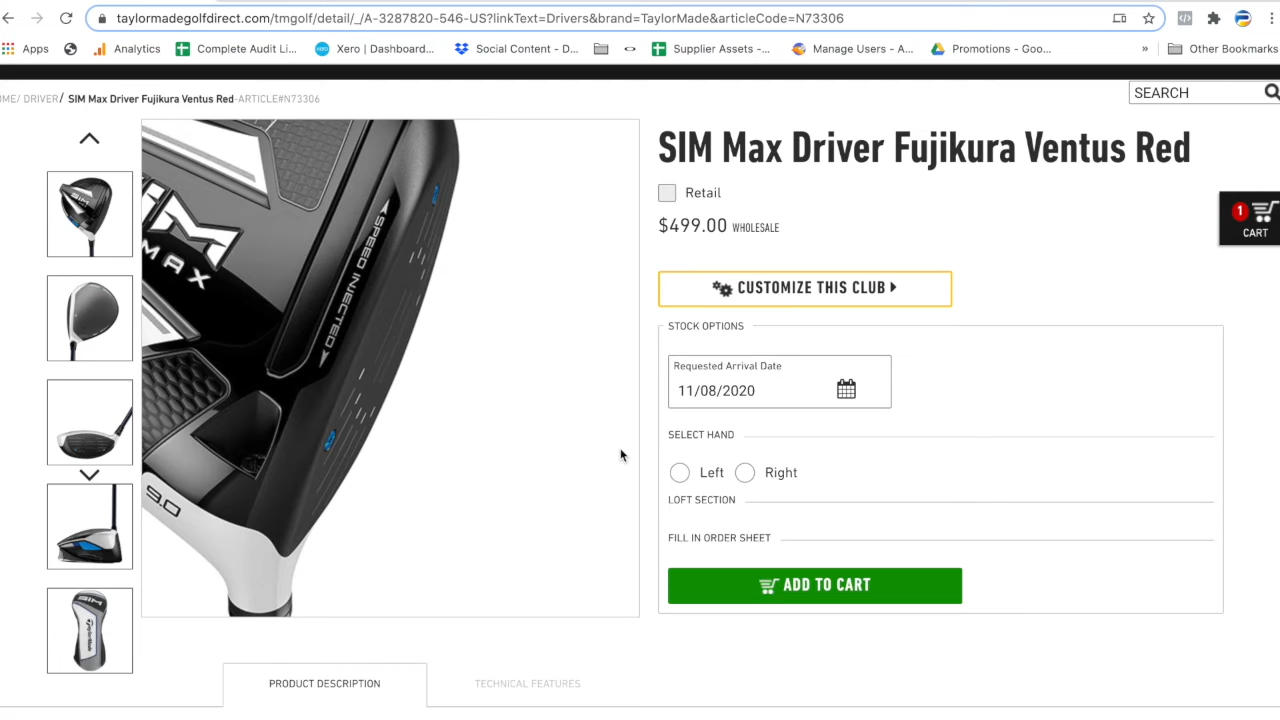 taylormadegolfdirect.com/tmgolf/detail/_/A-3287820-546-US?linkText=Drivers&brand=TaylorMade&articleCode=N73306
Apps Analytics Complete Audit Li... Xero | Dashboard... Social Content - D... Supplier Assets -... Manage Users - A... Promotions - Goo... » Other Bookmarks
OME/ DRIVER/ SIM Max Driver Fujikura Ventus Red-ARTICLE#N73306
SEARCH
SIM Max Driver Fujikura Ventus Red
Retail
$499.00 WHOLESALE
1
CART
CUSTOMIZE THIS CLUB
STOCK OPTIONS
Requested Arrival Date
11/08/2020
SELECT HAND
Left Right
LOFT SECTION
FILL IN ORDER SHEET
ADD TO CART
MAX
SPEED INJECTED
9.0
SIM
TaylorMade
PRODUCT DESCRIPTION TECHNICAL FEATURES